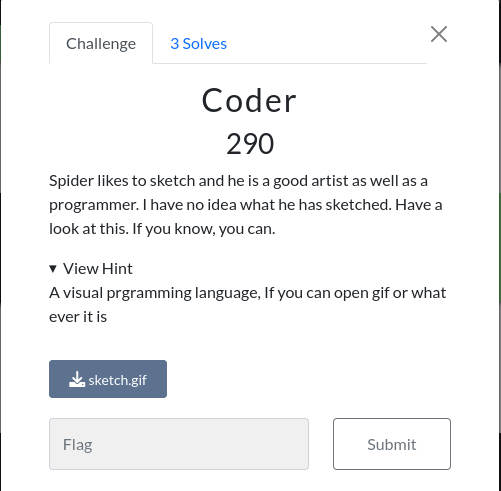 Challenge
3 Solves
Coder
290
Spider likes to sketch and he is a good artist as well as a
programmer. I have no idea what he has sketched. Have a
look at this. If you know, you can.
▼ View Hint
A visual prgramming language, If you can open gif or what
ever it is
sketch.gif
Flag
Submit